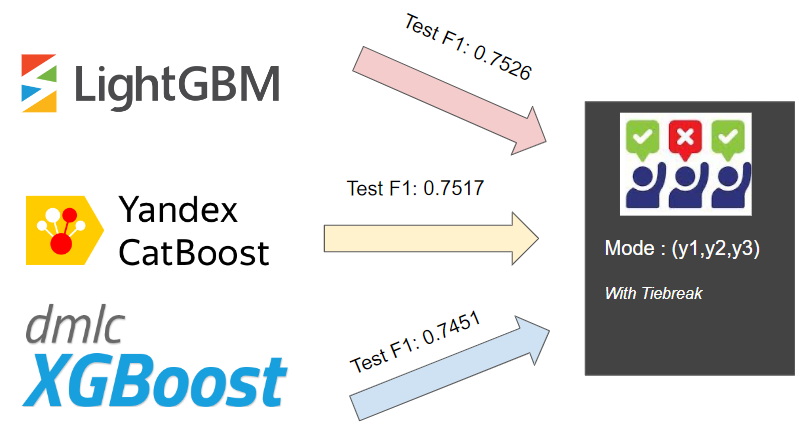 LightGBM
Test F1: 0.7526
Yandex
CatBoost
Test F1: 0.7517
dmlc
XGBoost
Test F1: 0.7451
Mode : (y1,y2,y3)
With Tiebreak